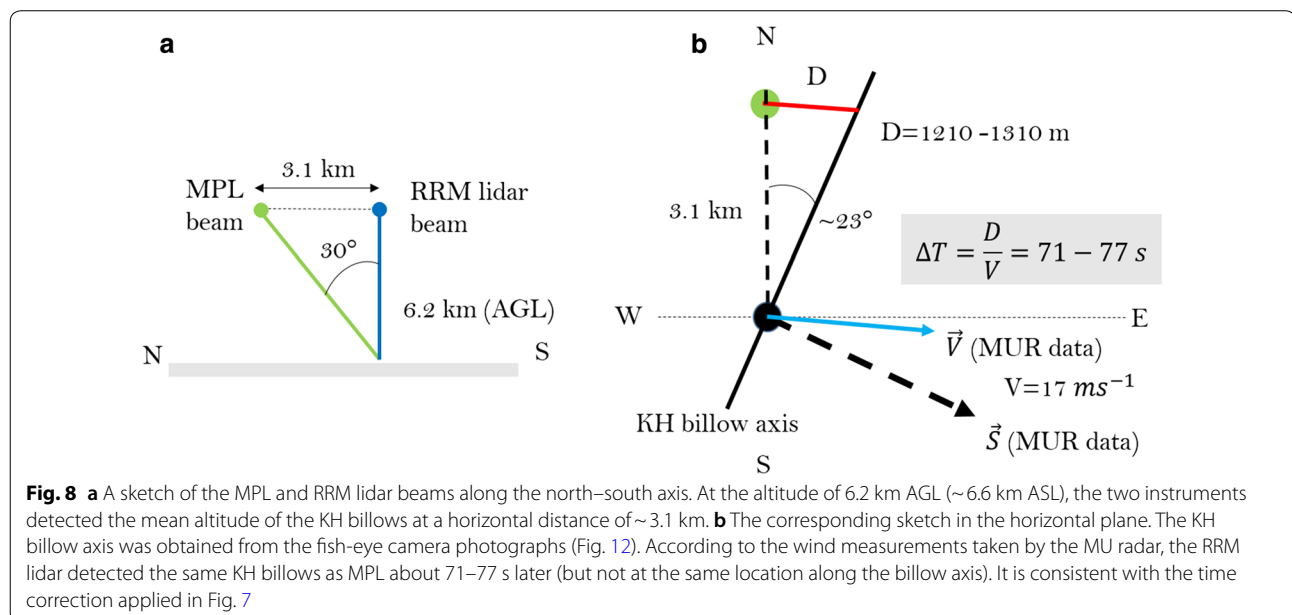 a
3.1 km
MPL
beam
RRM lidar
beam
30°
6.2 km (AGL)
N
S
b
N
D
D=1210 -1310 m
3.1 km
~23°
ΔT = D/V = 71 − 77 s
W
E
V⃗ (MUR data)
V=17 ms⁻¹
KH billow axis
S⃗ (MUR data)
S
Fig. 8 a A sketch of the MPL and RRM lidar beams along the north–south axis. At the altitude of 6.2 km AGL (~ 6.6 km ASL), the two instruments
detected the mean altitude of the KH billows at a horizontal distance of ~ 3.1 km. b The corresponding sketch in the horizontal plane. The KH
billow axis was obtained from the fish-eye camera photographs (Fig. 12). According to the wind measurements taken by the MU radar, the RRM
lidar detected the same KH billows as MPL about 71–77 s later (but not at the same location along the billow axis). It is consistent with the time
correction applied in Fig. 7